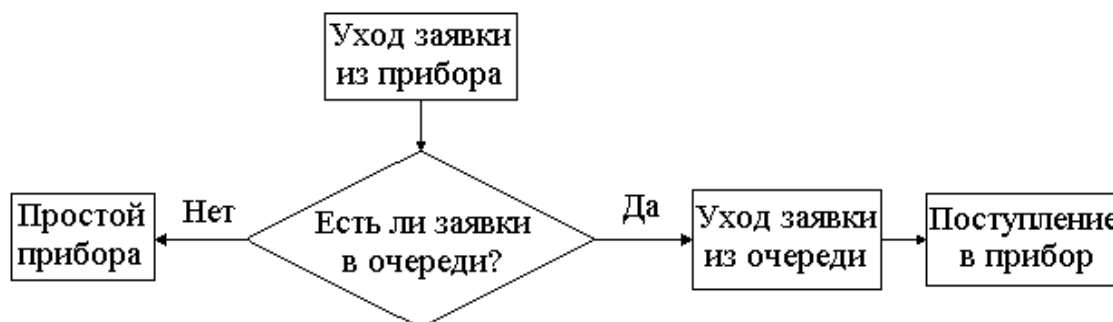 Уход заявки
из прибора
Простой
прибора
Нет
Есть ли заявки
в очереди?
Да
Уход заявки
из очереди
Поступление
в прибор